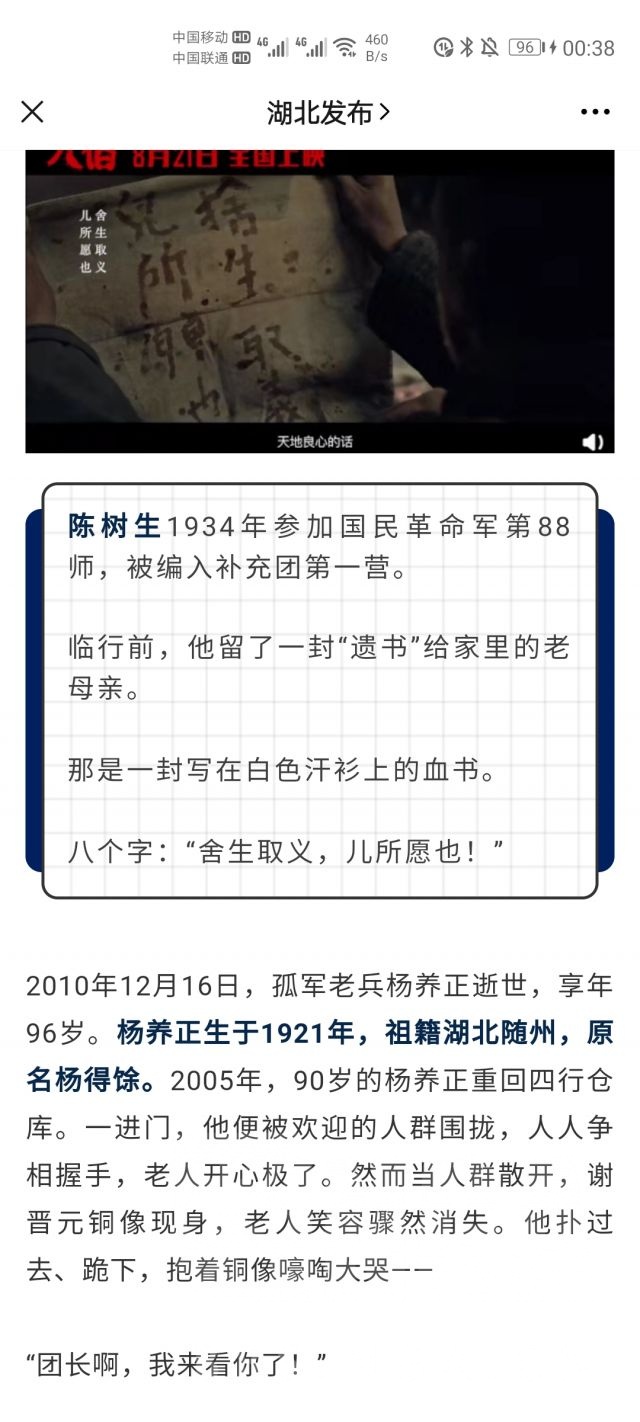 中国移动 HD 4G 4G 460 96 00:38
中国联通 HD B/s
湖北发布
八佰 8月21日 全国上映
舍生取义
儿所愿也
捨生取義
兒所願也
天地良心的话
陈树生1934年参加国民革命军第88
师，被编入补充团第一营。
临行前，他留了一封“遗书”给家里的老
母亲。
那是一封写在白色汗衫上的血书。
八个字：“舍生取义，儿所愿也！”
2010年12月16日，孤军老兵杨养正逝世，享年
96岁。杨养正生于1921年，祖籍湖北随州，原
名杨得馀。2005年，90岁的杨养正重回四行仓
库。一进门，他便被欢迎的人群围拢，人人争
相握手，老人开心极了。然而当人群散开，谢
晋元铜像现身，老人笑容骤然消失。他扑过
去、跪下，抱着铜像嚎啕大哭——
“团长啊，我来看你了！”